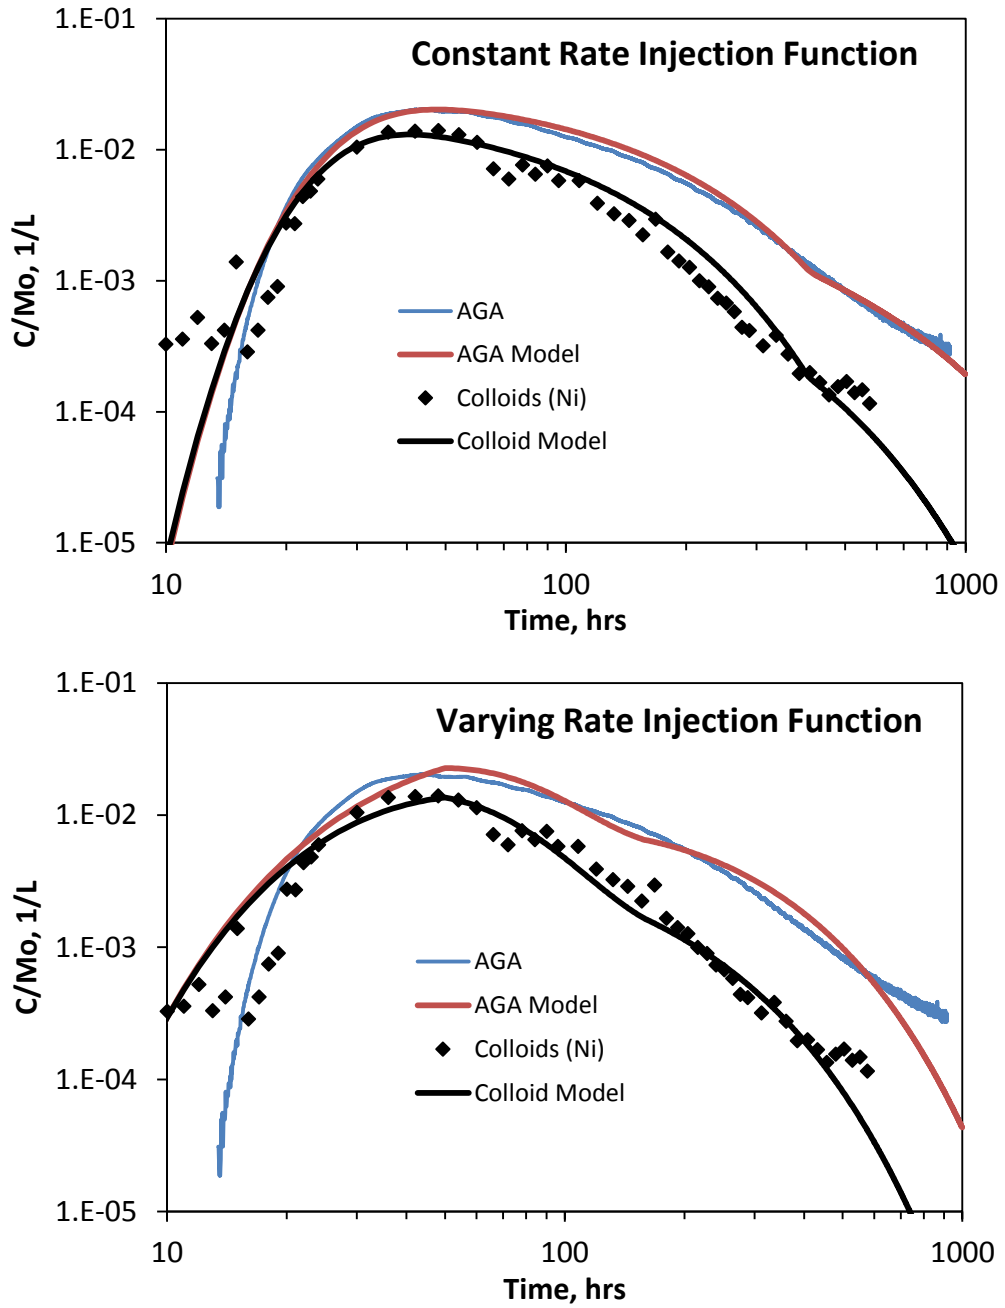 1.E-01
Constant Rate Injection Function
1.E-02
C/Mo, 1/L
1.E-03
AGA
AGA Model
Colloids (Ni)
1.E-04
Colloid Model
1.E-05
10
100
1000
Time, hrs
1.E-01
Varying Rate Injection Function
1.E-02
C/Mo, 1/L
1.E-03
AGA
AGA Model
Colloids (Ni)
1.E-04
Colloid Model
1.E-05
10
100
1000
Time, hrs